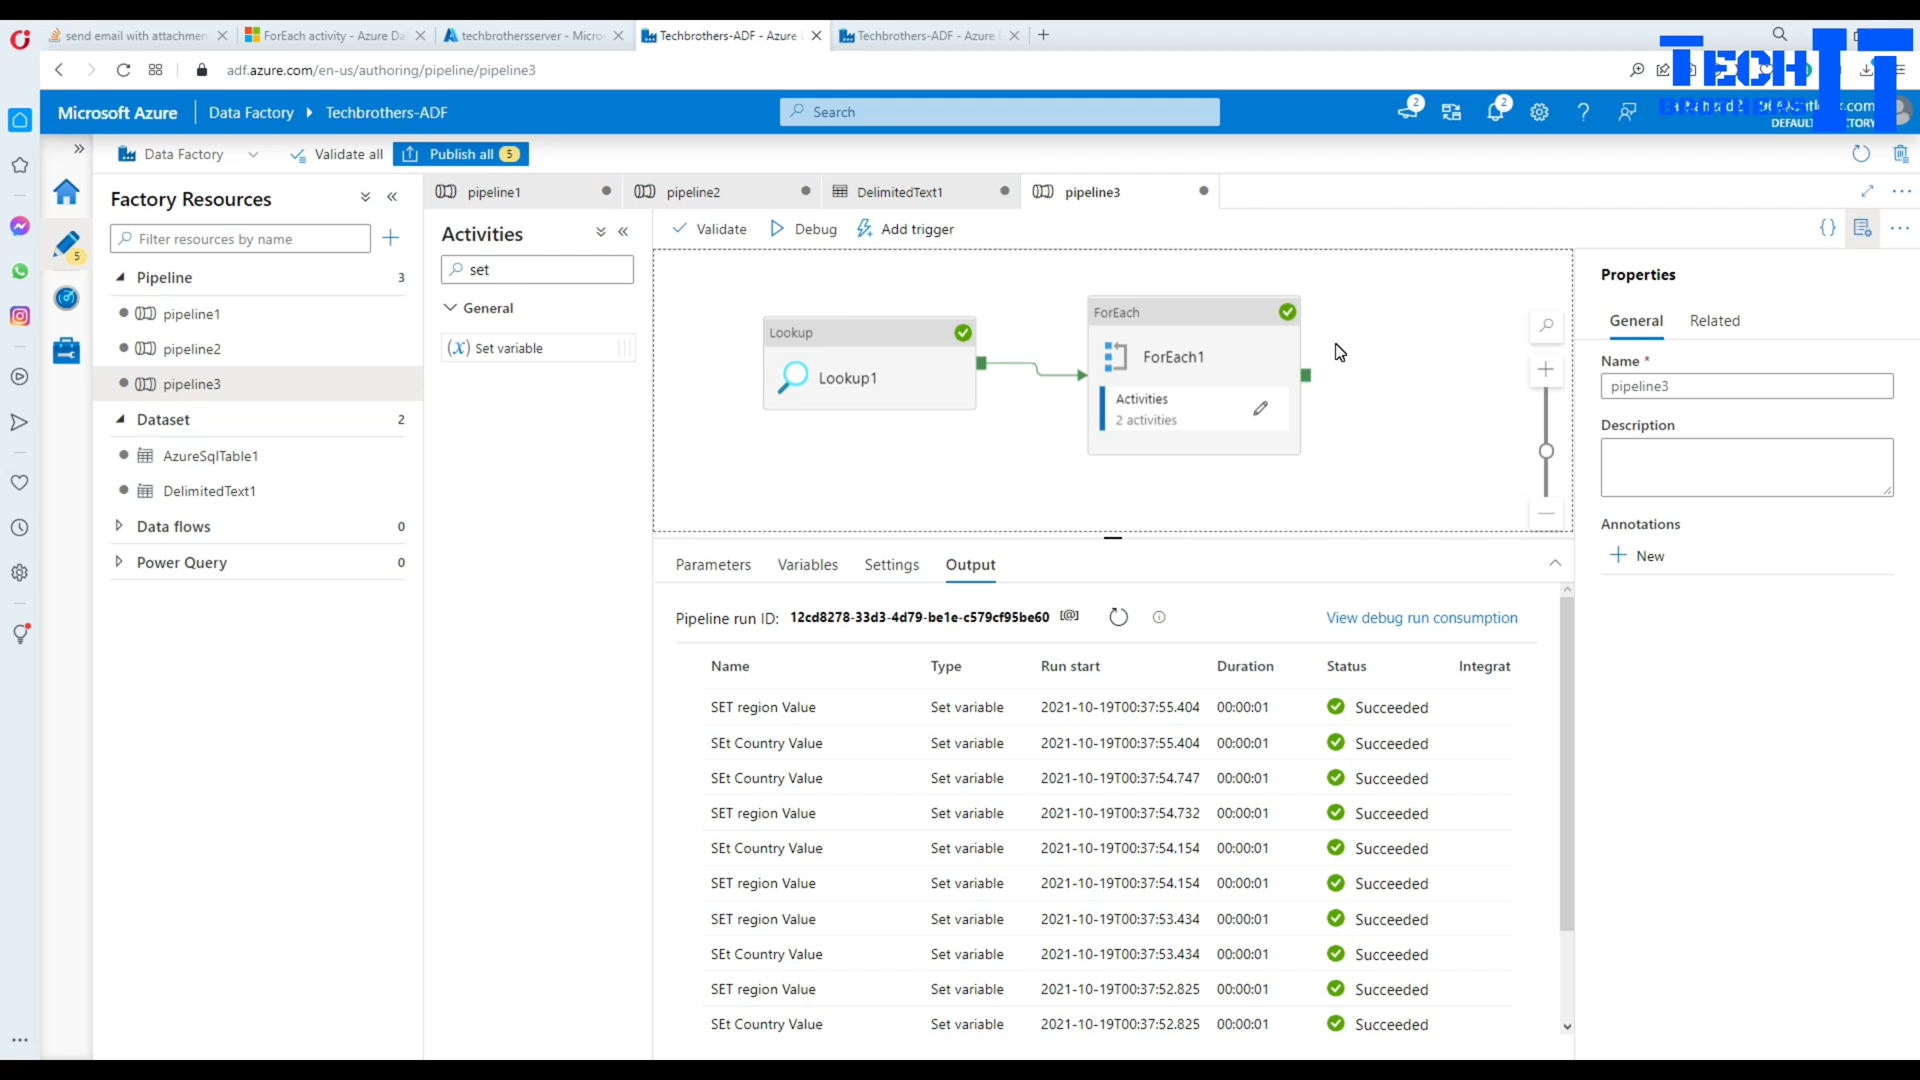 send email with attachmen
ForEach activity - Azure Da
techbrothersserver - Micros
Techbrothers-ADF - Azure
Techbrothers-ADF - Azure
adf.azure.com/en-us/authoring/pipeline/pipeline3
TECH IT
Microsoft Azure
Data Factory
Techbrothers-ADF
Search
2
2
DEFAUL
Data Factory
Validate all
Publish all 5
Factory Resources
Filter resources by name
5
Pipeline 3
pipeline1
pipeline2
pipeline3
Dataset 2
AzureSqlTable1
DelimitedText1
Data flows 0
Power Query 0
pipeline1
pipeline2
DelimitedText1
pipeline3
Activities
set
General
(x) Set variable
Validate
Debug
Add trigger
{}
Lookup
Lookup1
ForEach
ForEach1
Activities
2 activities
Properties
General
Related
Name *
pipeline3
Description
Annotations
New
Parameters
Variables
Settings
Output
Pipeline run ID: 12cd8278-33d3-4d79-be1e-c579cf95be60
View debug run consumption
Name Type Run start Duration Status Integrat
SET region Value Set variable 2021-10-19T00:37:55.404 00:00:01 Succeeded
SEt Country Value Set variable 2021-10-19T00:37:55.404 00:00:01 Succeeded
SEt Country Value Set variable 2021-10-19T00:37:54.747 00:00:01 Succeeded
SET region Value Set variable 2021-10-19T00:37:54.732 00:00:01 Succeeded
SEt Country Value Set variable 2021-10-19T00:37:54.154 00:00:01 Succeeded
SET region Value Set variable 2021-10-19T00:37:54.154 00:00:01 Succeeded
SET region Value Set variable 2021-10-19T00:37:53.434 00:00:01 Succeeded
SEt Country Value Set variable 2021-10-19T00:37:53.434 00:00:01 Succeeded
SET region Value Set variable 2021-10-19T00:37:52.825 00:00:01 Succeeded
SEt Country Value Set variable 2021-10-19T00:37:52.825 00:00:01 Succeeded